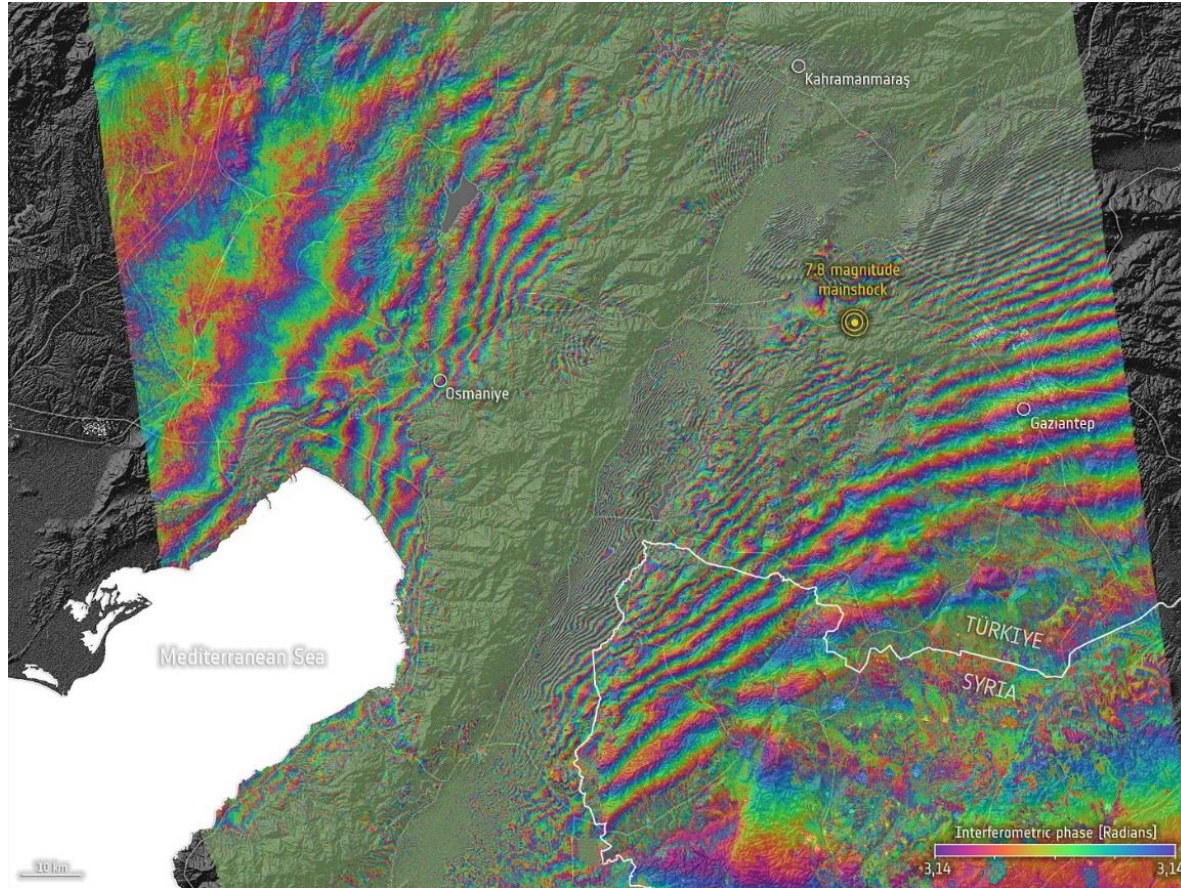 Kahramanmaraş
7.8 magnitude
mainshock
Osmaniye
Gaziantep
Mediterranean Sea
TÜRKIYE
SYRIA
Interferometric phase [Radians]
-3,14
3,14
10 km